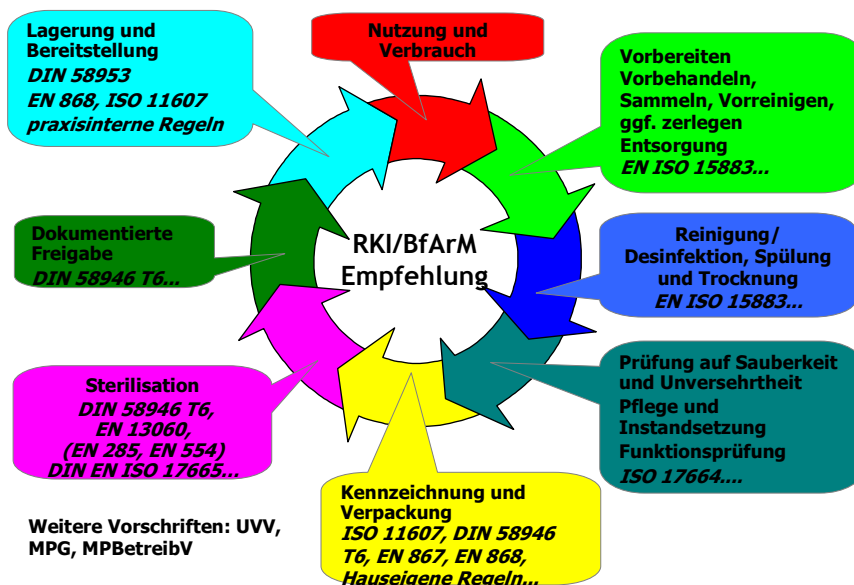 Lagerung und
Bereitstellung
DIN 58953
EN 868, ISO 11607
praxisinterne Regeln
Nutzung und
Verbrauch
Vorbereiten
Vorbehandeln,
Sammeln, Vorreinigen,
ggf. zerlegen
Entsorgung
EN ISO 15883...
Dokumentierte
Freigabe
DIN 58946 T6...
RKI/BfArM
Empfehlung
Reinigung/
Desinfektion, Spülung
und Trocknung
EN ISO 15883...
Sterilisation
DIN 58946 T6,
EN 13060,
(EN 285, EN 554)
DIN EN ISO 17665...
Prüfung auf Sauberkeit
und Unversehrtheit
Pflege und
Instandsetzung
Funktionsprüfung
ISO 17664....
Kennzeichnung und
Verpackung
ISO 11607, DIN 58946
T6, EN 867, EN 868,
Hauseigene Regeln...
Weitere Vorschriften: UVV,
MPG, MPBetreibV